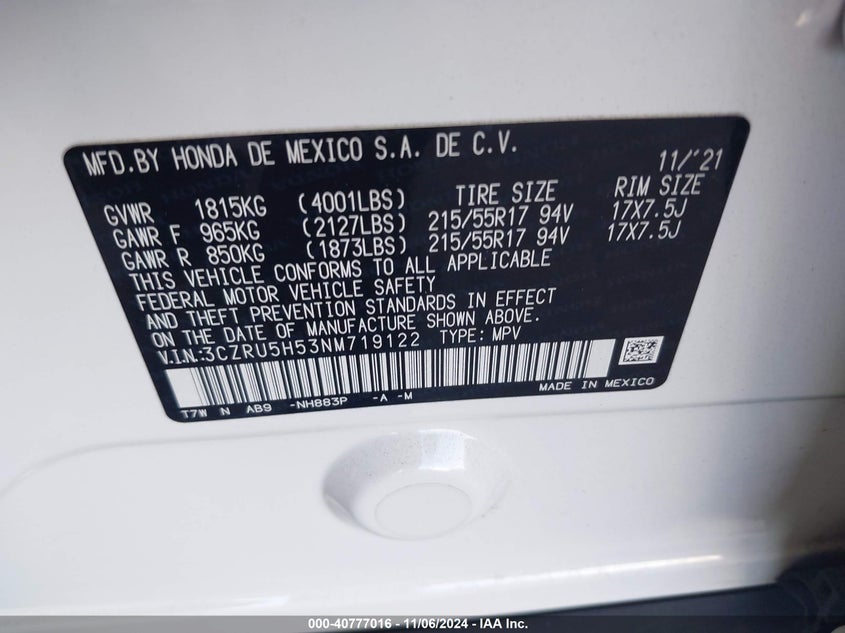 MFD.BY HONDA DE MEXICO S.A. DE C.V. 11/'21
TIRE SIZE RIM SIZE
GVWR 1815KG (4001LBS)
GAWR F 965KG (2127LBS) 215/55R17 94V 17X7.5J
GAWR R 850KG (1873LBS) 215/55R17 94V 17X7.5J
THIS VEHICLE CONFORMS TO ALL APPLICABLE
FEDERAL MOTOR VEHICLE SAFETY
AND THEFT PREVENTION STANDARDS IN EFFECT
ON THE DATE OF MANUFACTURE SHOWN ABOVE.
V.I.N:3CZRU5H53NM719122 TYPE: MPV
MADE IN MEXICO
T7W N AB9 -NH883P -A -M
000-40777016 - 11/06/2024 - IAA Inc.